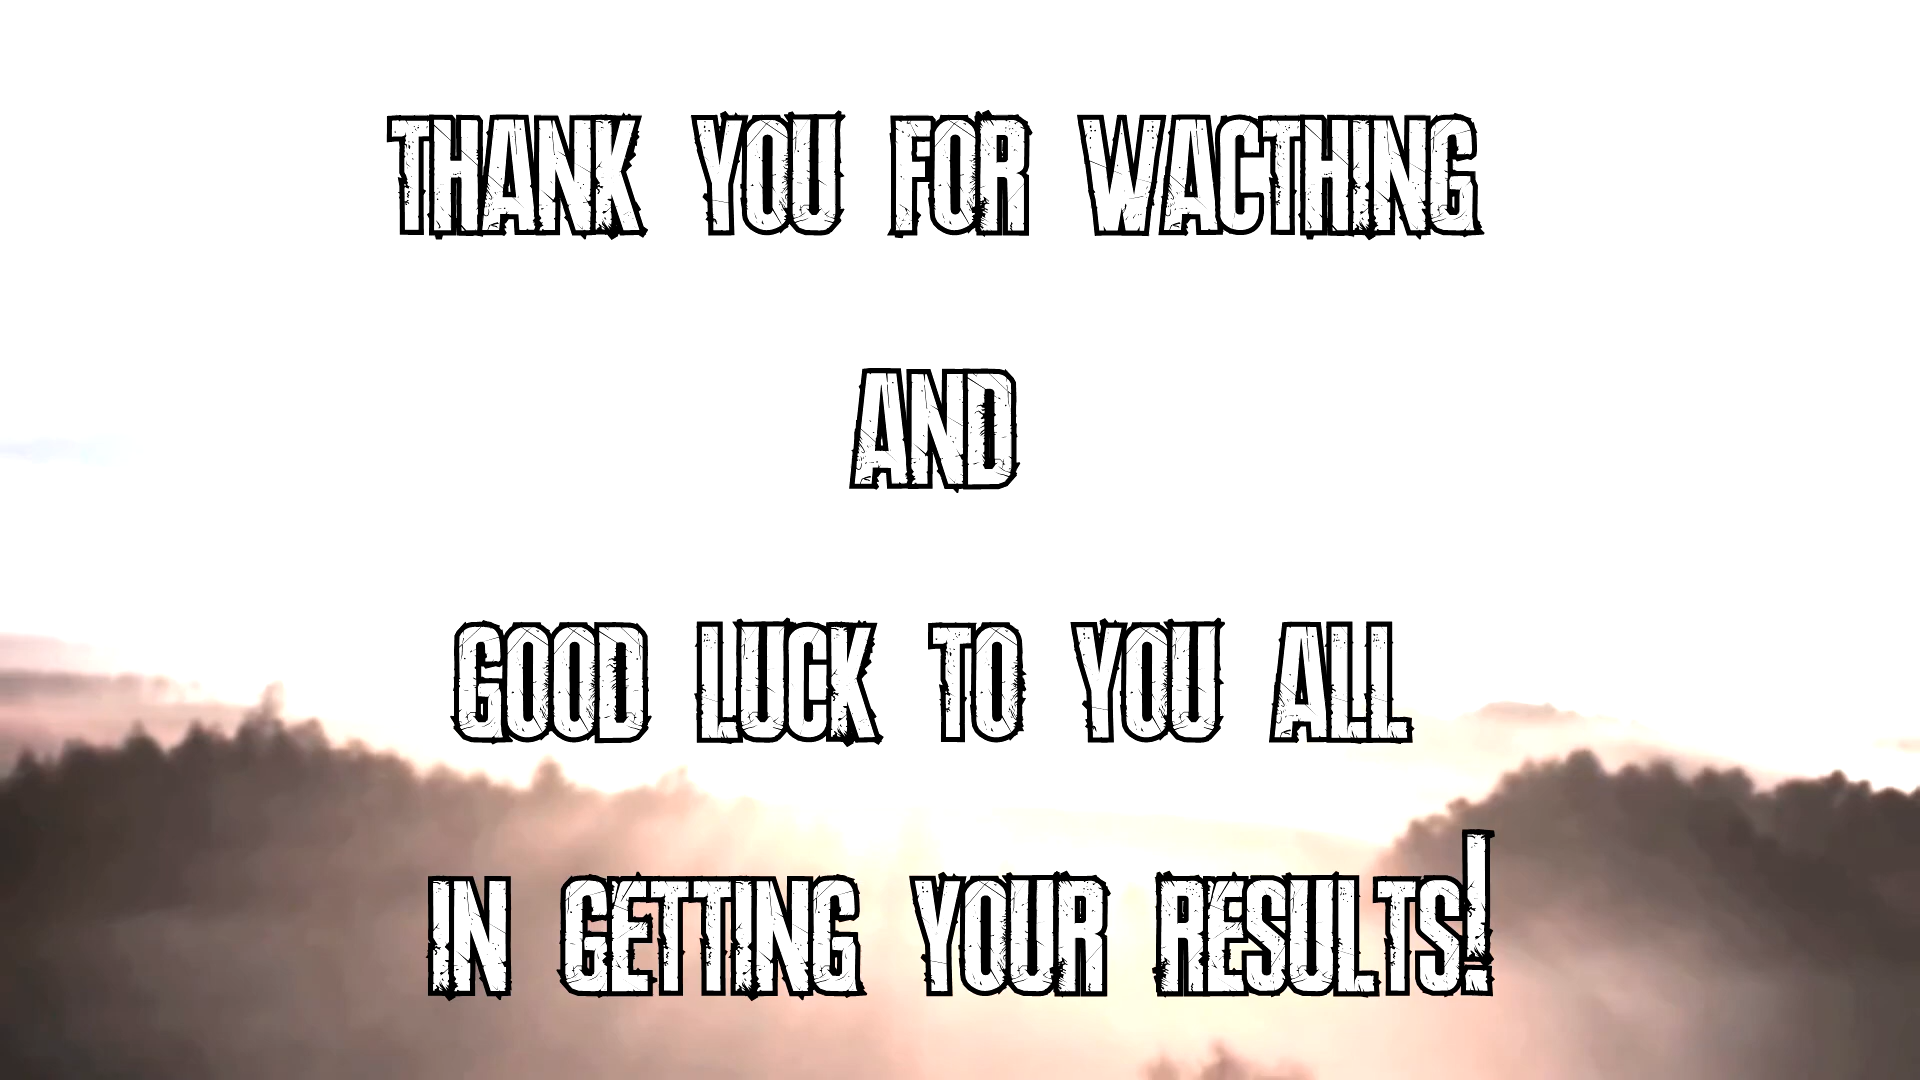 THANK YOU FOR WACTHING
AND
GOOD LUCK TO YOU ALL
IN GETTING YOUR RESULTS!